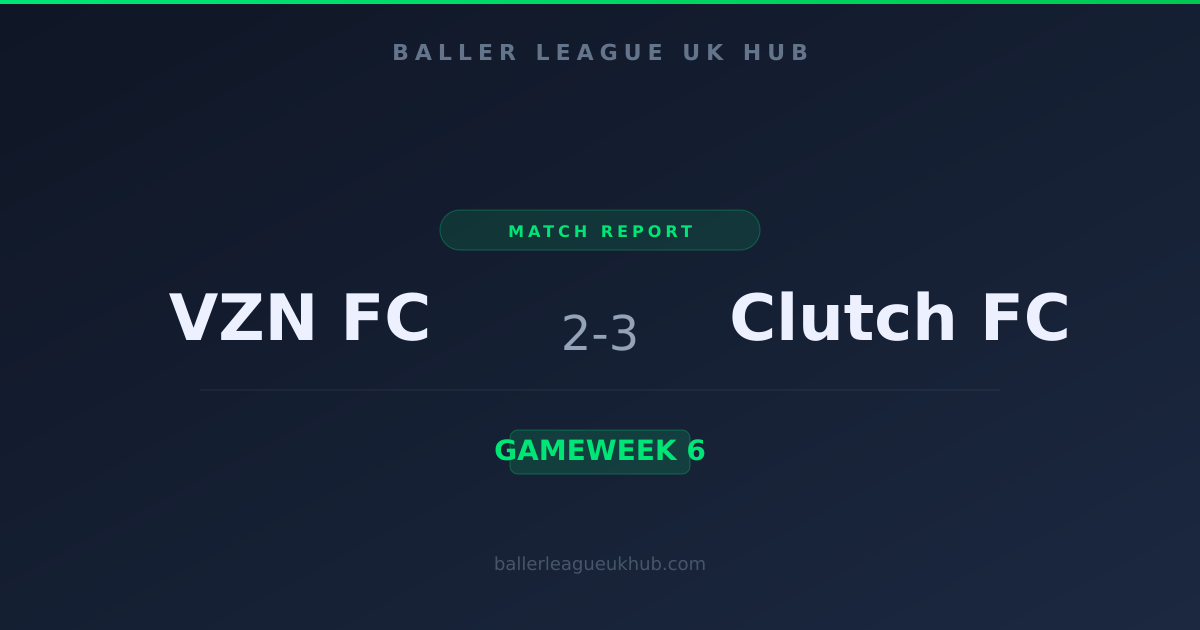 BALLER LEAGUE UK HUB
MATCH REPORT
VZN FC 2-3 Clutch FC
GAMEWEEK 6
ballerleagueukhub.com